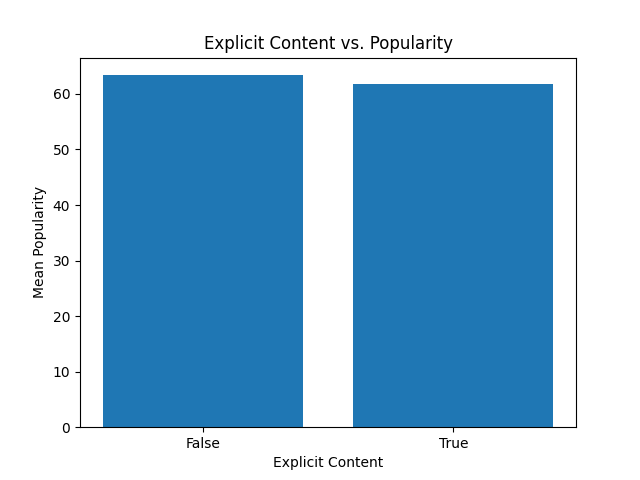 Explicit Content vs. Popularity
Mean Popularity
60
50
40
30
20
10
0
False True
Explicit Content